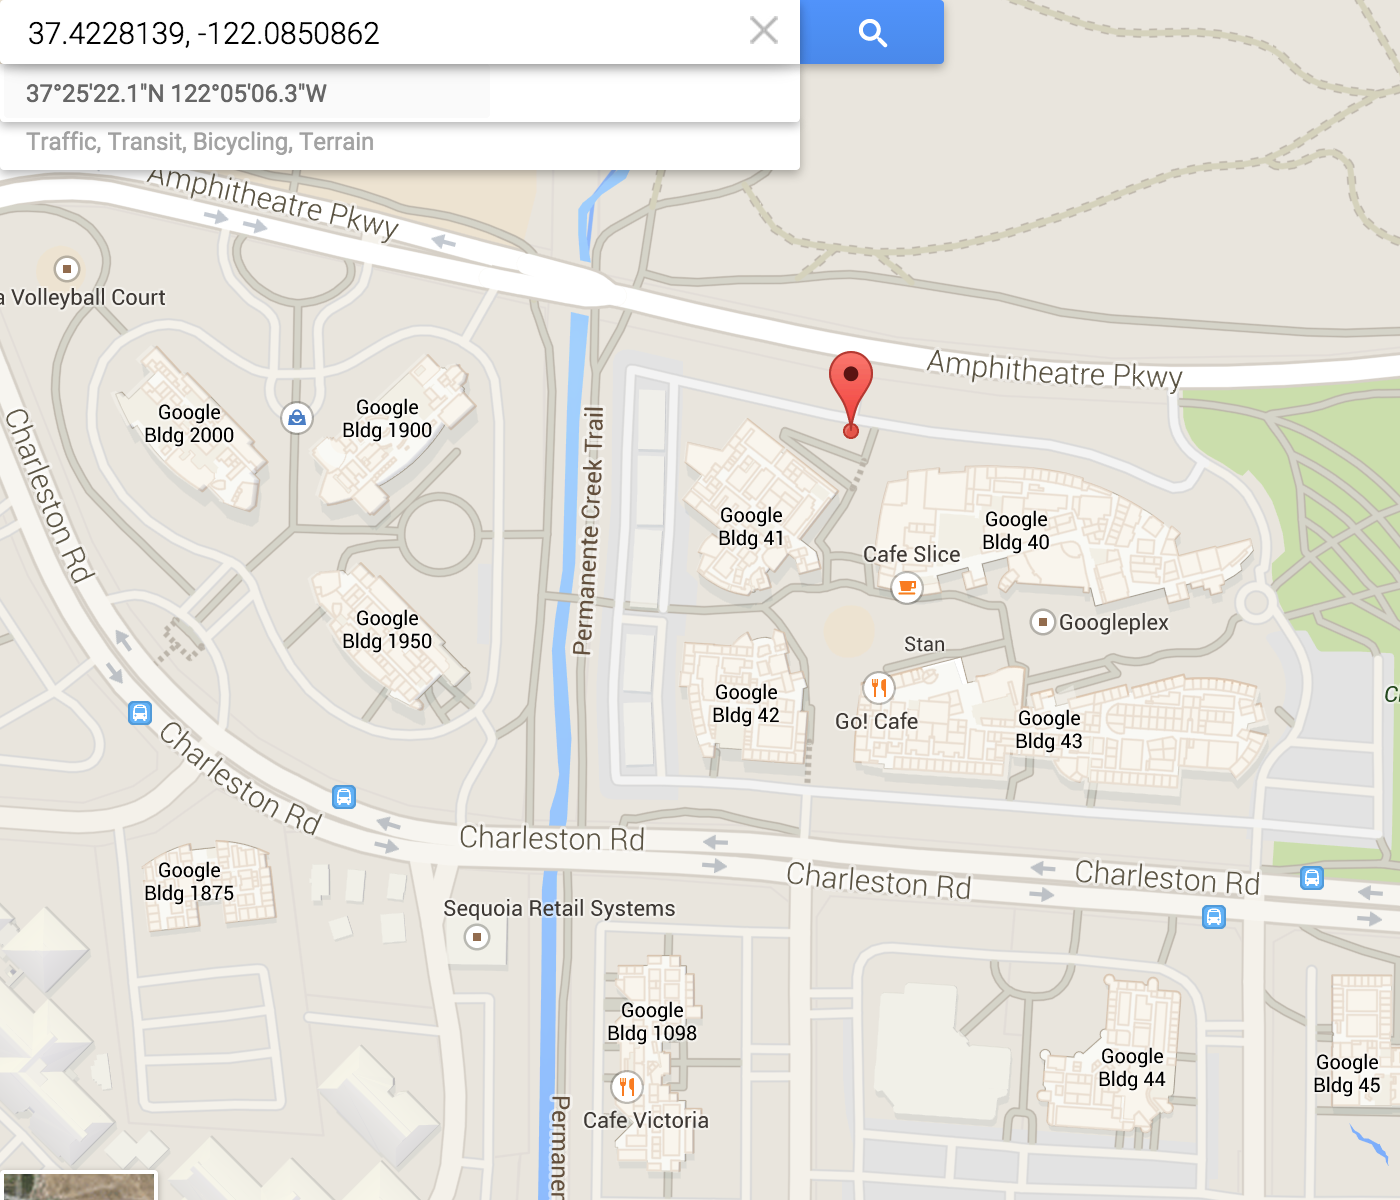 37.4228139, -122.0850862
37°25'22.1"N 122°05'06.3"W
Traffic, Transit, Bicycling, Terrain
Amphitheatre Pkwy
a Volleyball Court
Amphitheatre Pkwy
Google
Bldg 2000
Google
Bldg 1900
Charleston Rd
Permanente Creek Trail
Google
Bldg 41
Google
Bldg 40
Cafe Slice
Google
Bldg 1950
Googleplex
Stan
Google
Bldg 42
Go! Cafe
Google
Bldg 43
C
Charleston Rd
Charleston Rd
Charleston Rd
Charleston Rd
Google
Bldg 1875
Sequoia Retail Systems
Google
Bldg 1098
Google
Bldg 44
Google
Bldg 45
Cafe Victoria
Permanen